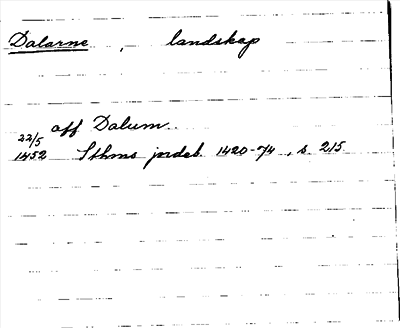 Dalarne , landskap
aff Dalum
22/5
1452 Sthms jordeb. 1420-74, s. 215